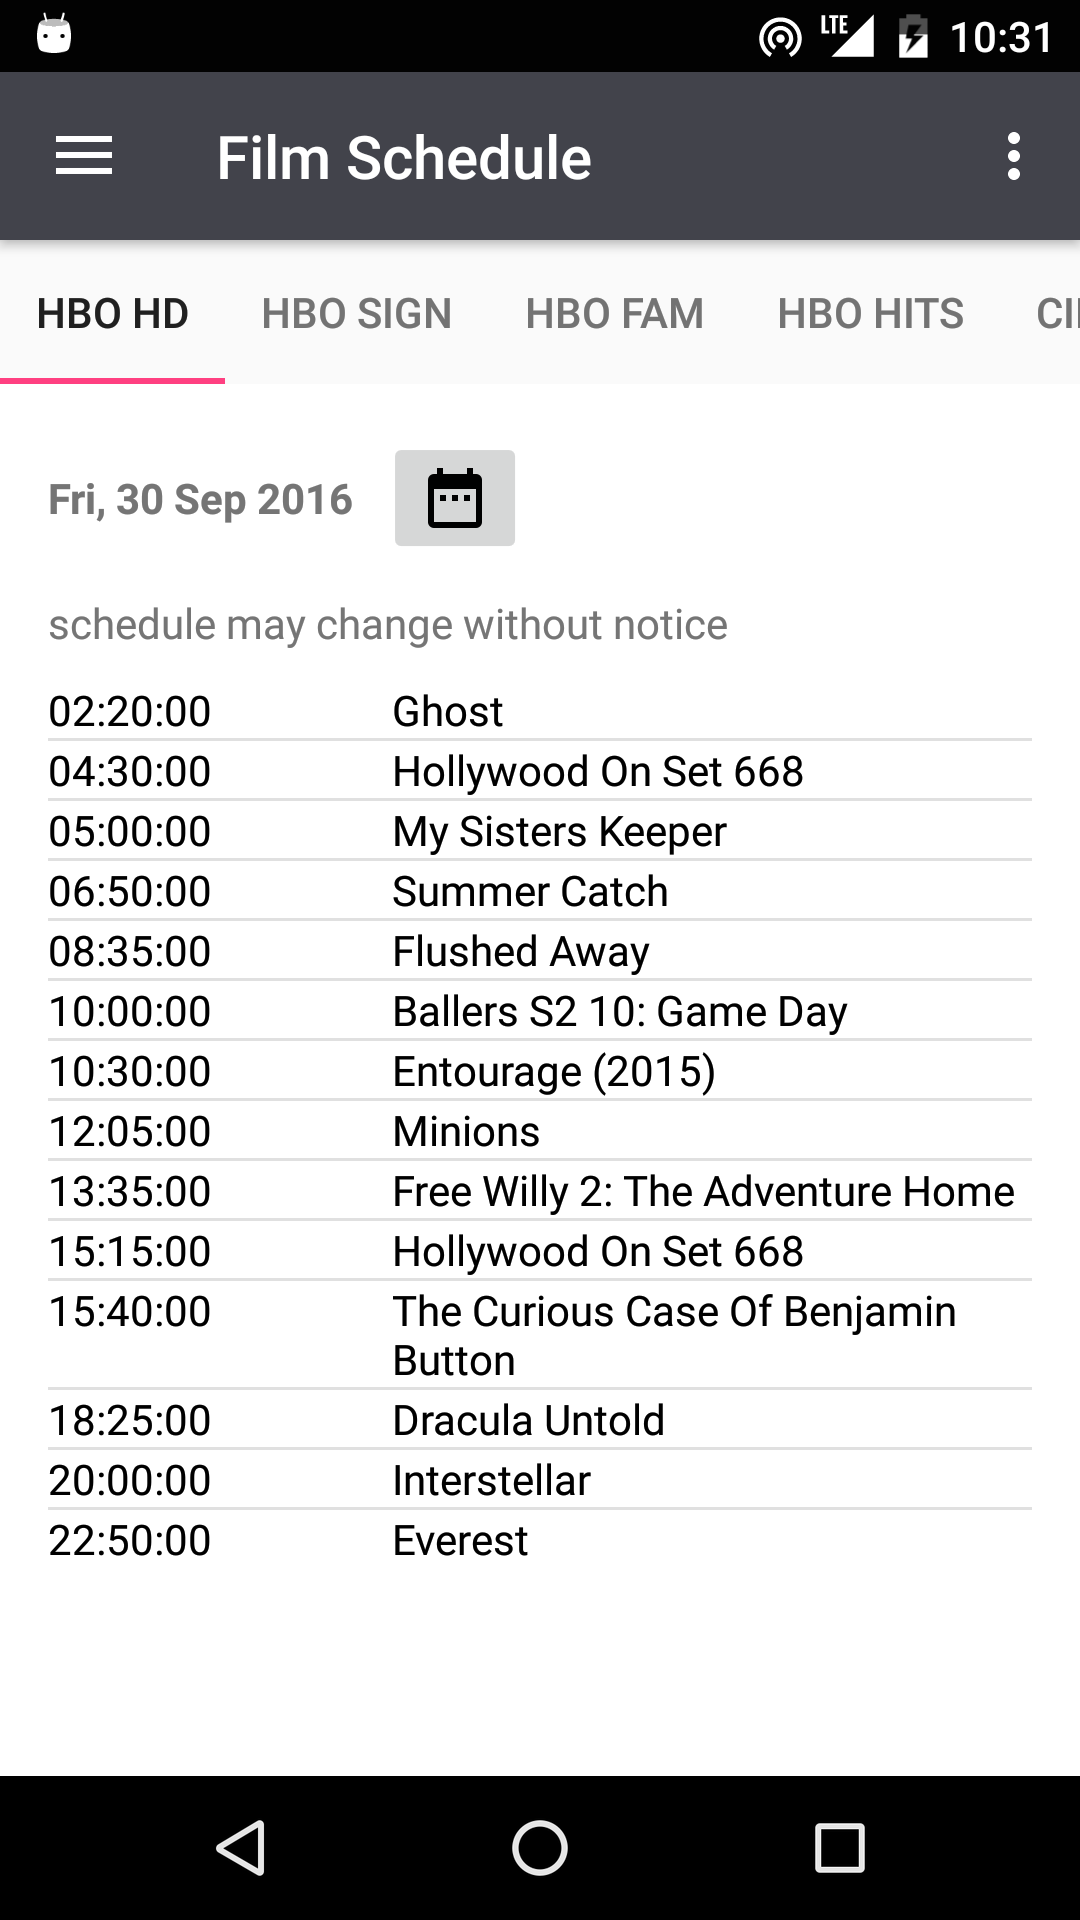 LTE 10:31
Film Schedule
HBO HD HBO SIGN HBO FAM HBO HITS
Fri, 30 Sep 2016
schedule may change without notice
02:20:00 Ghost
04:30:00 Hollywood On Set 668
05:00:00 My Sisters Keeper
06:50:00 Summer Catch
08:35:00 Flushed Away
10:00:00 Ballers S2 10: Game Day
10:30:00 Entourage (2015)
12:05:00 Minions
13:35:00 Free Willy 2: The Adventure Home
15:15:00 Hollywood On Set 668
15:40:00 The Curious Case Of Benjamin
Button
18:25:00 Dracula Untold
20:00:00 Interstellar
22:50:00 Everest